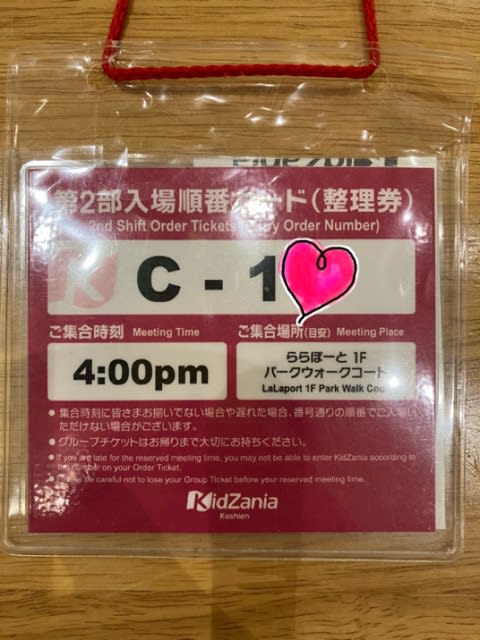 第2部入場順番カード(整理券)
2nd Shift Order Tickets (Entry Order Number)
C - 1
ご集合時刻 Meeting Time
4:00pm
ご集合場所(目安) Meeting Place
ららぽーと 1F
パークウォークコート
LaLaport 1F Park Walk Court
●集合時刻に皆さまお揃いでない場合や遅れた場合、番号通りの順番でご入場い
ただけない場合がございます。
●グループチケットはお帰りまで大切にお持ちください。
●If you are late for the reserved meeting time, you may not be able to enter KidZania according to
the number on your Order Ticket.
●Please be careful not to lose your Group Ticket before your reserved meeting time.
KidZania
Koshien